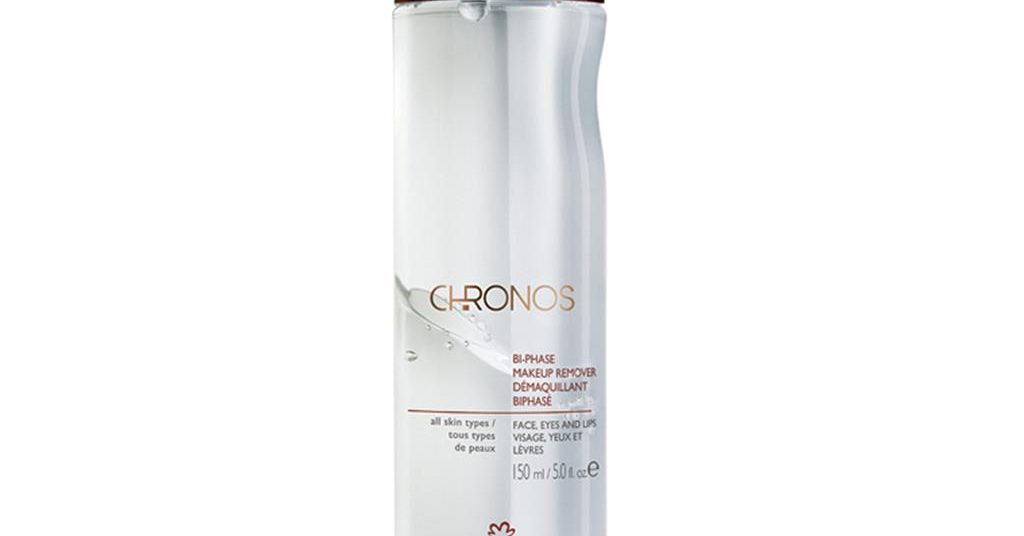 CHRONOS
BI-PHASE
MAKEUP REMOVER
DÉMAQUILLANT
BIPHASÉ
all skin types /
tous types
de peaux
FACE, EYES AND LIPS
VISAGE, YEUX ET
LÈVRES
150 ml / 5.0 fl. oz. e